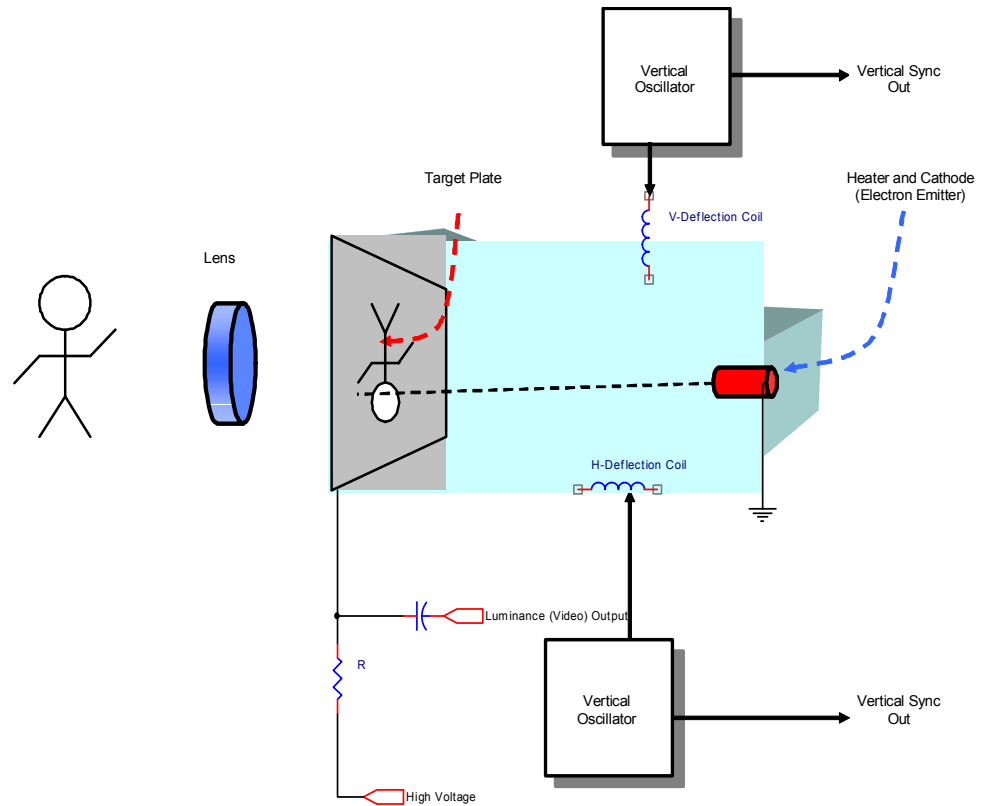 Vertical
Oscillator
Vertical Sync
Out
Target Plate
Heater and Cathode
(Electron Emitter)
V-Deflection Coil
Lens
H-Deflection Coil
Luminance (Video) Output
R
Vertical
Oscillator
Vertical Sync
Out
High Voltage